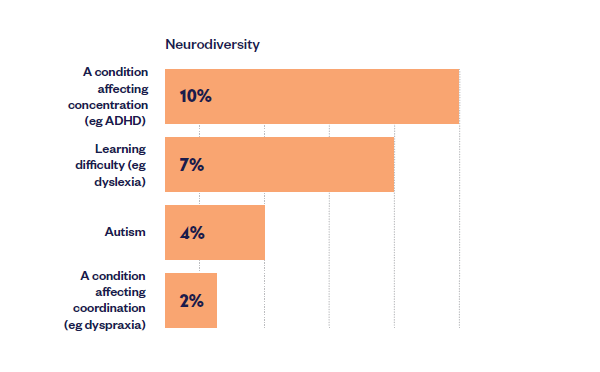 Neurodiversity
A condition
affecting
concentration
(eg ADHD)
10%
Learning
difficulty (eg
dyslexia)
7%
Autism
4%
A condition
affecting
coordination
(eg dyspraxia)
2%